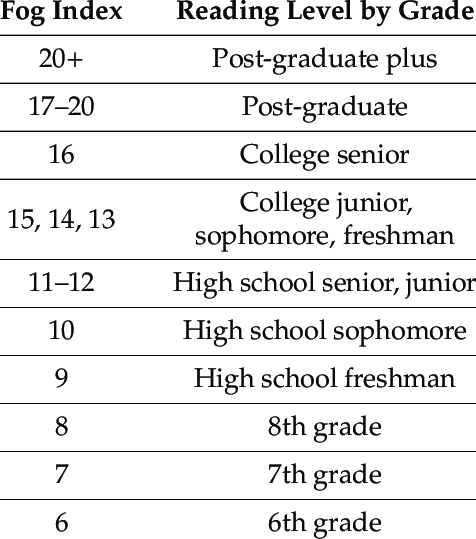 Fog Index Reading Level by Grade
20+ Post-graduate plus
17–20 Post-graduate
16 College senior
15, 14, 13 College junior,
sophomore, freshman
11–12 High school senior, junior
10 High school sophomore
9 High school freshman
8 8th grade
7 7th grade
6 6th grade